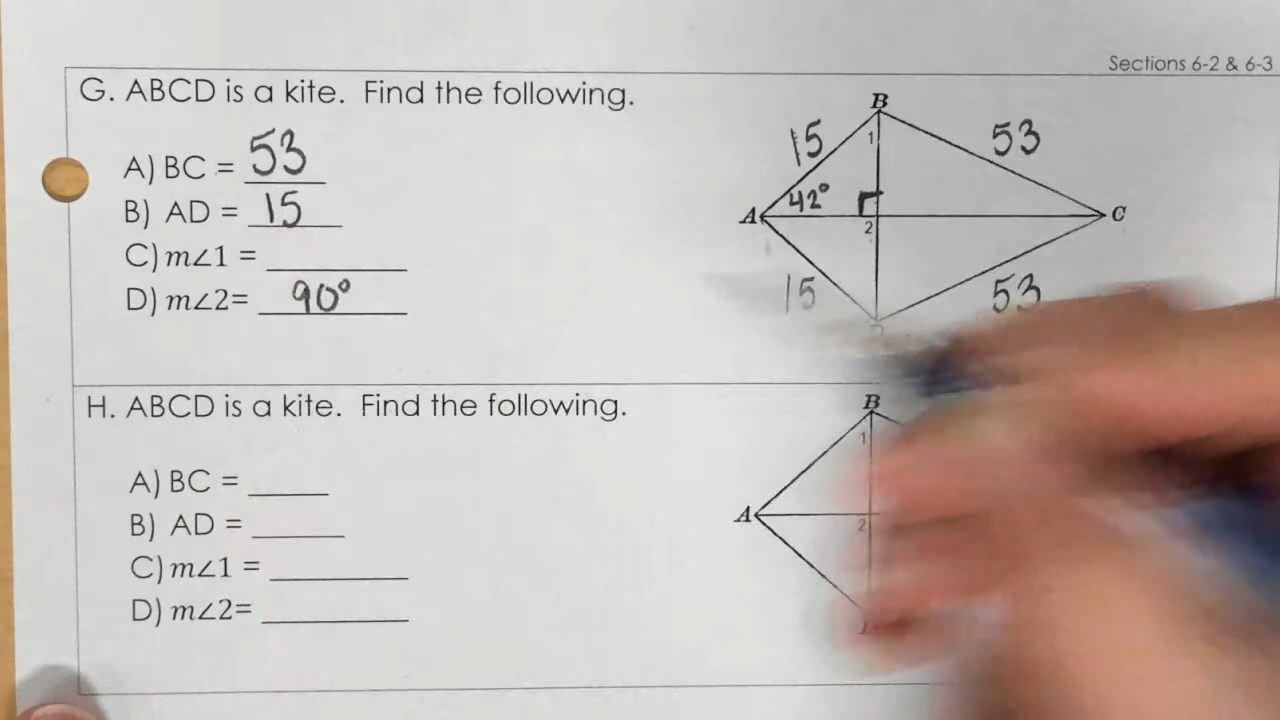 Sections 6-2 & 6-3
G. ABCD is a kite. Find the following.
A) BC = 53
B) AD = 15
C) m∠1 =
D) m∠2= 90°
B
15
53
1
A
42°
C
2
15
53
H. ABCD is a kite. Find the following.
A) BC =
B) AD =
C) m∠1 =
D) m∠2=
B
1
A
2